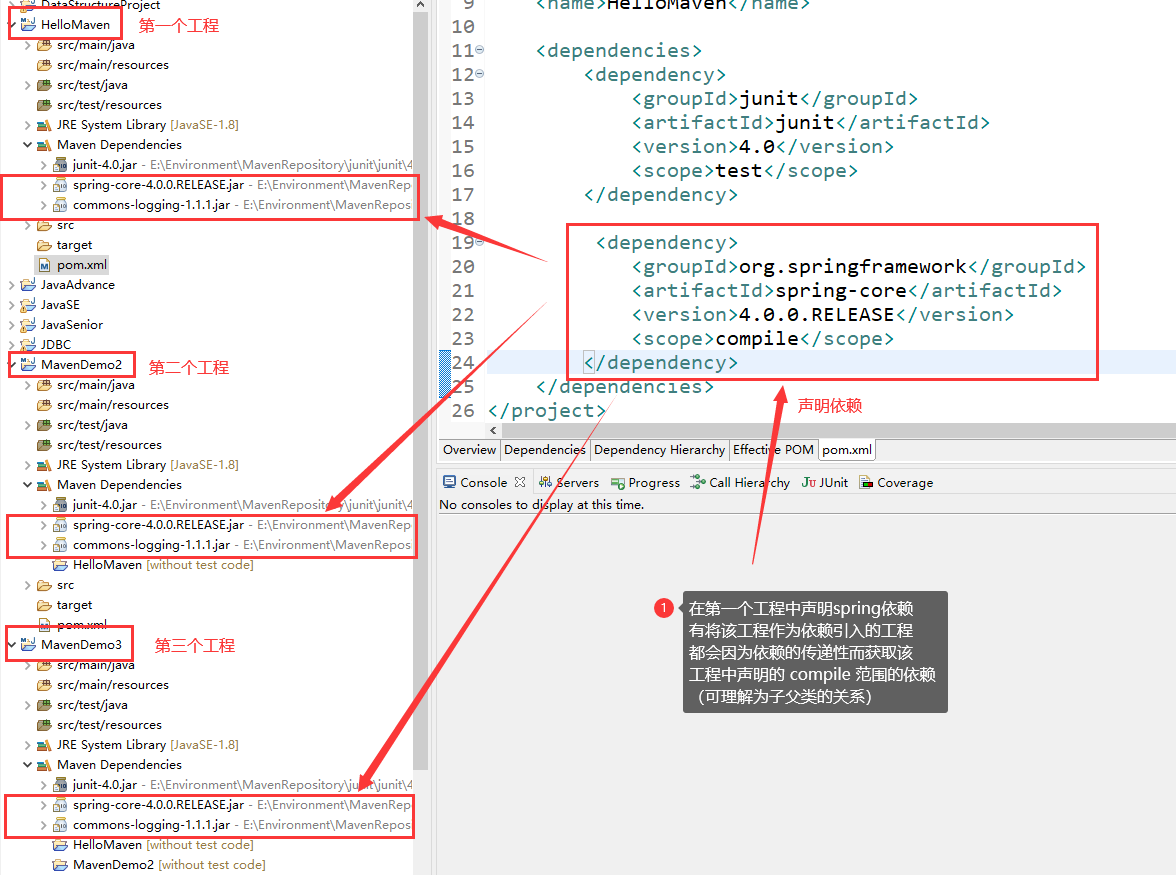 DataStructureProject
HelloMaven 第一个工程
src/main/java
src/main/resources
src/test/java
src/test/resources
JRE System Library [JavaSE-1.8]
Maven Dependencies
junit-4.0.jar - E:\Environment\MavenRepository\junit\junit\4
spring-core-4.0.0.RELEASE.jar - E:\Environment\MavenRep
commons-logging-1.1.1.jar - E:\Environment\MavenRepos
src
target
pom.xml
JavaAdvance
JavaSE
JavaSenior
JDBC
MavenDemo2 第二个工程
src/main/java
src/main/resources
src/test/java
src/test/resources
JRE System Library [JavaSE-1.8]
Maven Dependencies
junit-4.0.jar - E:\Environment\MavenRepository\junit\junit\4
spring-core-4.0.0.RELEASE.jar - E:\Environment\MavenRep
commons-logging-1.1.1.jar - E:\Environment\MavenRepos
HelloMaven [without test code]
src
target
pom.xml
MavenDemo3 第三个工程
src/main/java
src/main/resources
src/test/java
src/test/resources
JRE System Library [JavaSE-1.8]
Maven Dependencies
junit-4.0.jar - E:\Environment\MavenRepository\junit\junit\4
spring-core-4.0.0.RELEASE.jar - E:\Environment\MavenRep
commons-logging-1.1.1.jar - E:\Environment\MavenRepos
HelloMaven [without test code]
MavenDemo2 [without test code]
9 <name>HelloMaven</name>
10
11 <dependencies>
12 <dependency>
13 <groupId>junit</groupId>
14 <artifactId>junit</artifactId>
15 <version>4.0</version>
16 <scope>test</scope>
17 </dependency>
18
19 <dependency>
20 <groupId>org.springframework</groupId>
21 <artifactId>spring-core</artifactId>
22 <version>4.0.0.RELEASE</version>
23 <scope>compile</scope>
24 </dependency>
25 </dependencies>
26 </project>
声明依赖
Overview Dependencies Dependency Hierarchy Effective POM pom.xml
Console Servers Progress Call Hierarchy Ju JUnit Coverage
No consoles to display at this time.
1 在第一个工程中声明spring依赖
有将该工程作为依赖引入的工程
都会因为依赖的传递性而获取该
工程中声明的 compile 范围的依赖
（可理解为子父类的关系）